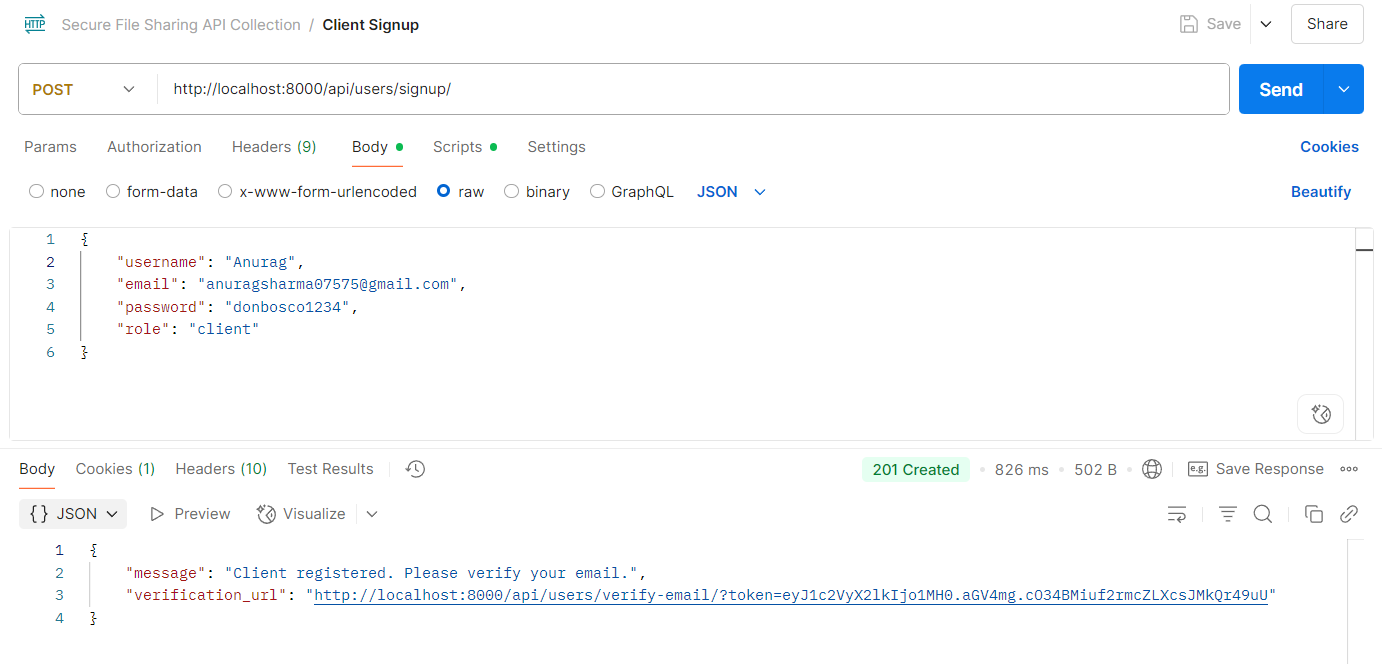 HTTP Secure File Sharing API Collection / Client Signup Save Share
POST http://localhost:8000/api/users/signup/ Send
Params Authorization Headers (9) Body Scripts Settings Cookies
none form-data x-www-form-urlencoded raw binary GraphQL JSON Beautify
1 {
2 "username": "Anurag",
3 "email": "anuragsharma07575@gmail.com",
4 "password": "donbosco1234",
5 "role": "client"
6 }
Body Cookies (1) Headers (10) Test Results 201 Created 826 ms 502 B e.g. Save Response
{} JSON Preview Visualize
1 {
2 "message": "Client registered. Please verify your email.",
3 "verification_url": "http://localhost:8000/api/users/verify-email/?token=eyJ1c2VyX2lkIjo1MH0.aGV4mg.cO34BMiuf2rmcZLXcsJMkQr49uU"
4 }